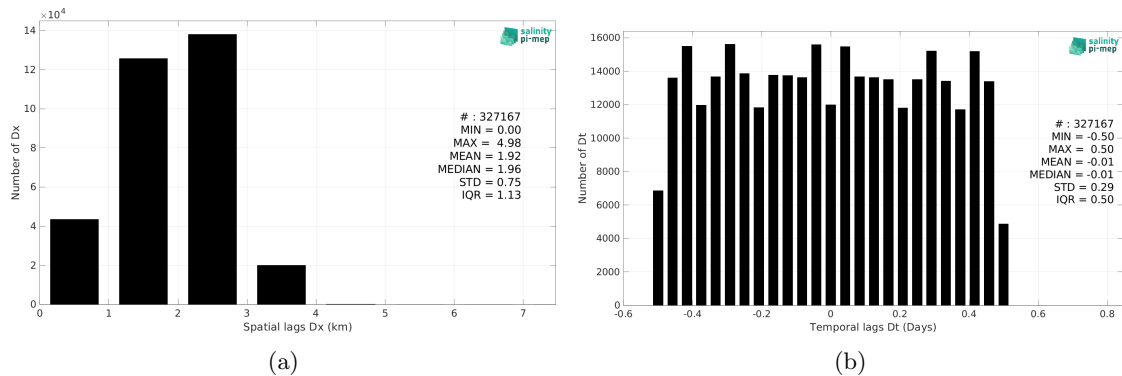 ×10⁴
14
12
10
8
6
4
2
0
Number of Dx
0 1 2 3 4 5 6 7
Spatial lags Dx (km)
salinity
pi-mep
# : 327167
MIN = 0.00
MAX = 4.98
MEAN = 1.92
MEDIAN = 1.96
STD = 0.75
IQR = 1.13
(a)
16000
14000
12000
10000
8000
6000
4000
2000
0
Number of Dt
-0.6 -0.4 -0.2 0 0.2 0.4 0.6 0.8
Temporal lags Dt (Days)
salinity
pi-mep
# : 327167
MIN = -0.50
MAX = 0.50
MEAN = -0.01
MEDIAN = -0.01
STD = 0.29
IQR = 0.50
(b)